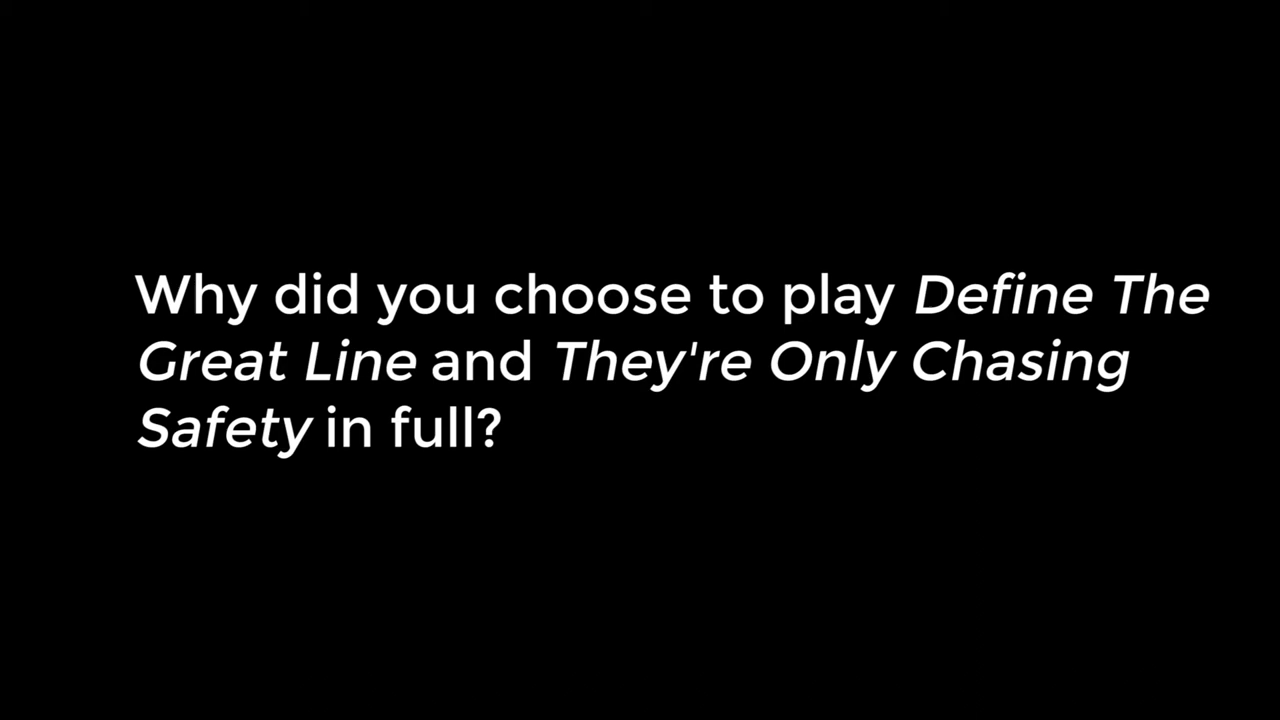 Why did you choose to play Define The
Great Line and They're Only Chasing
Safety in full?